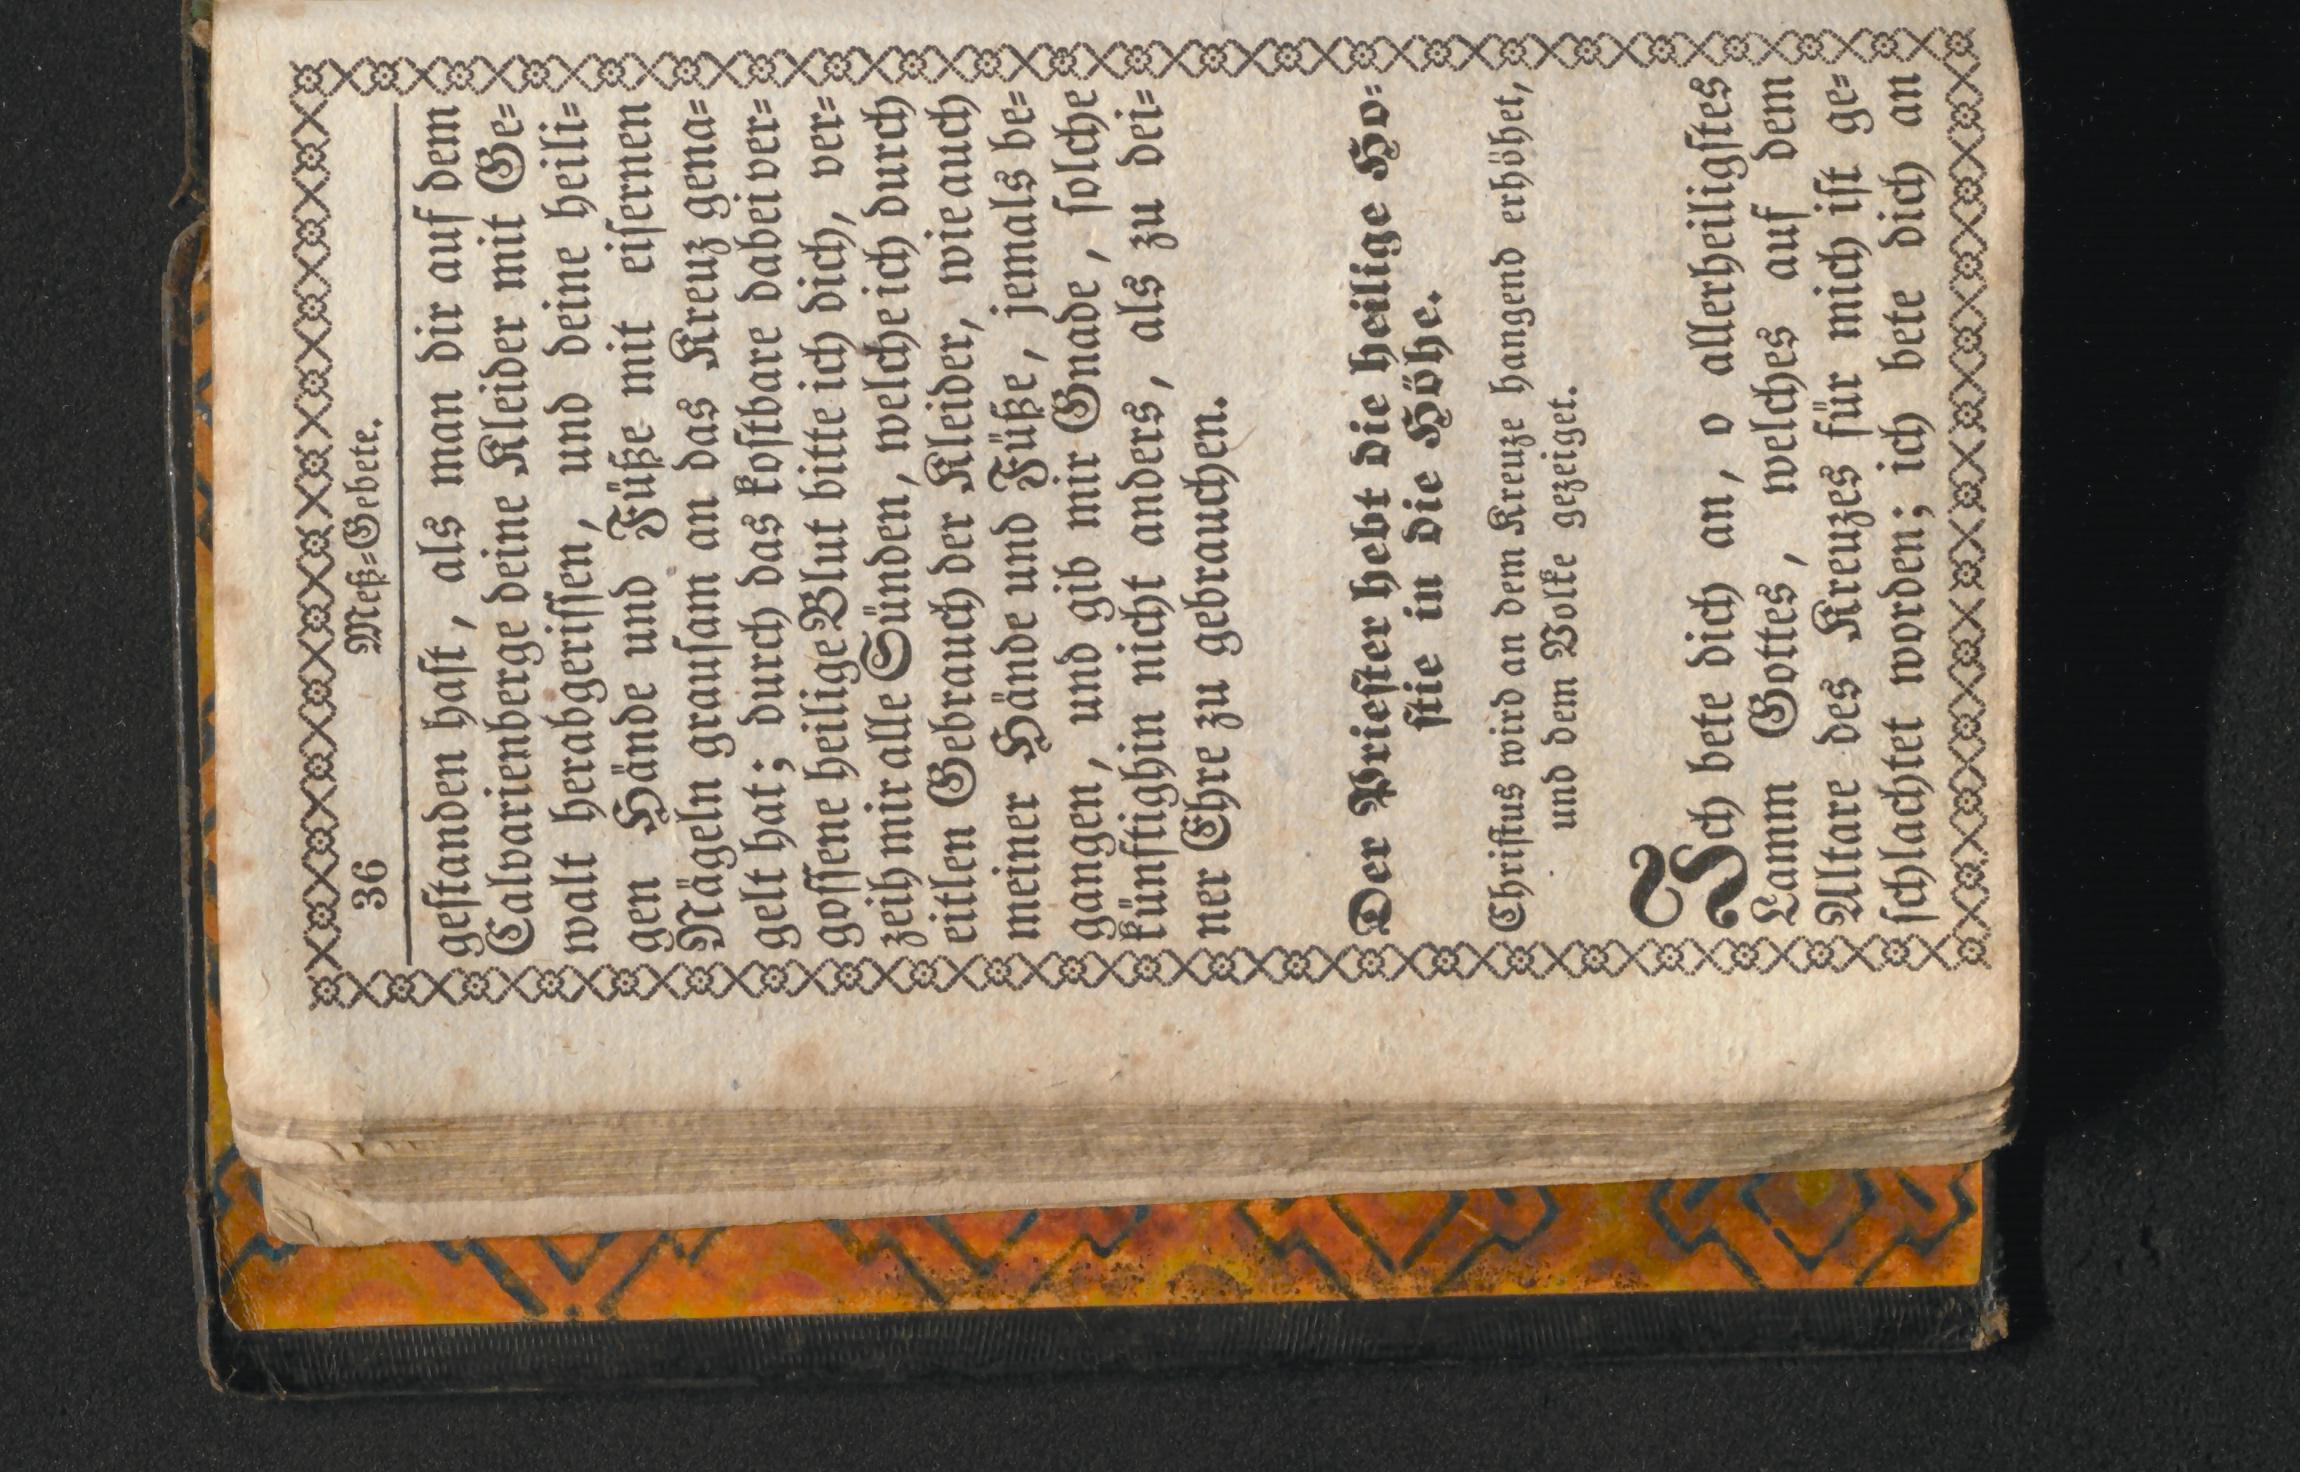 36 Meß=Gebete.
geſtanden haſt, als man dir auf dem
Calvarienberge deine Kleider mit Ge=
walt herabgeriſſen, und deine heili=
gen Hände und Füße mit eiſernen
Nägeln grauſam an das Kreuz gena=
gelt hat; durch das koſtbare dabei ver=
goſſene heilige Blut bitte ich dich, ver=
zeih mir alle Sünden, welche ich durch
eitlen Gebrauch der Kleider, wie auch
meiner Hände und Füße, jemals be=
gangen, und gib mir Gnade, ſolche
künftighin nicht anders, als zu dei=
ner Ehre zu gebrauchen.
Der Prieſter hebt die heilige Ho=
ſtie in die Höhe.
Chriſtus wird an dem Kreuze hangend erhöhet,
und dem Volke gezeiget.
Ich bete dich an, o allerheiligſtes
Lamm Gottes, welches auf dem
Altare des Kreuzes für mich iſt ge=
ſchlachtet worden; ich bete dich an